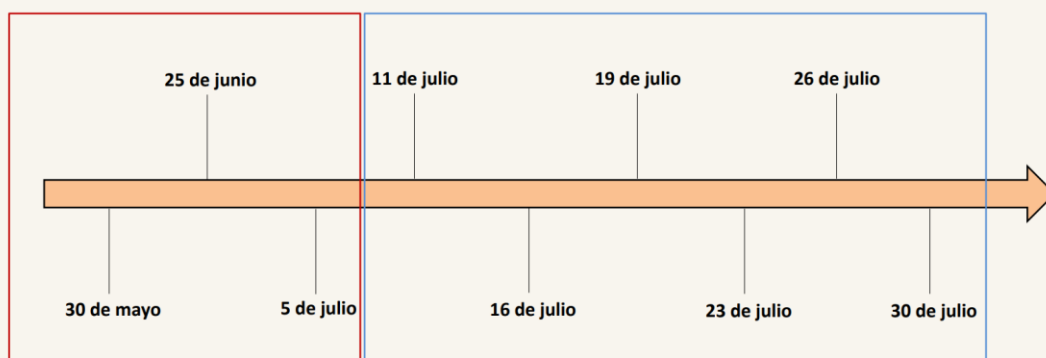 25 de junio
11 de julio
19 de julio
26 de julio
30 de mayo
5 de julio
16 de julio
23 de julio
30 de julio